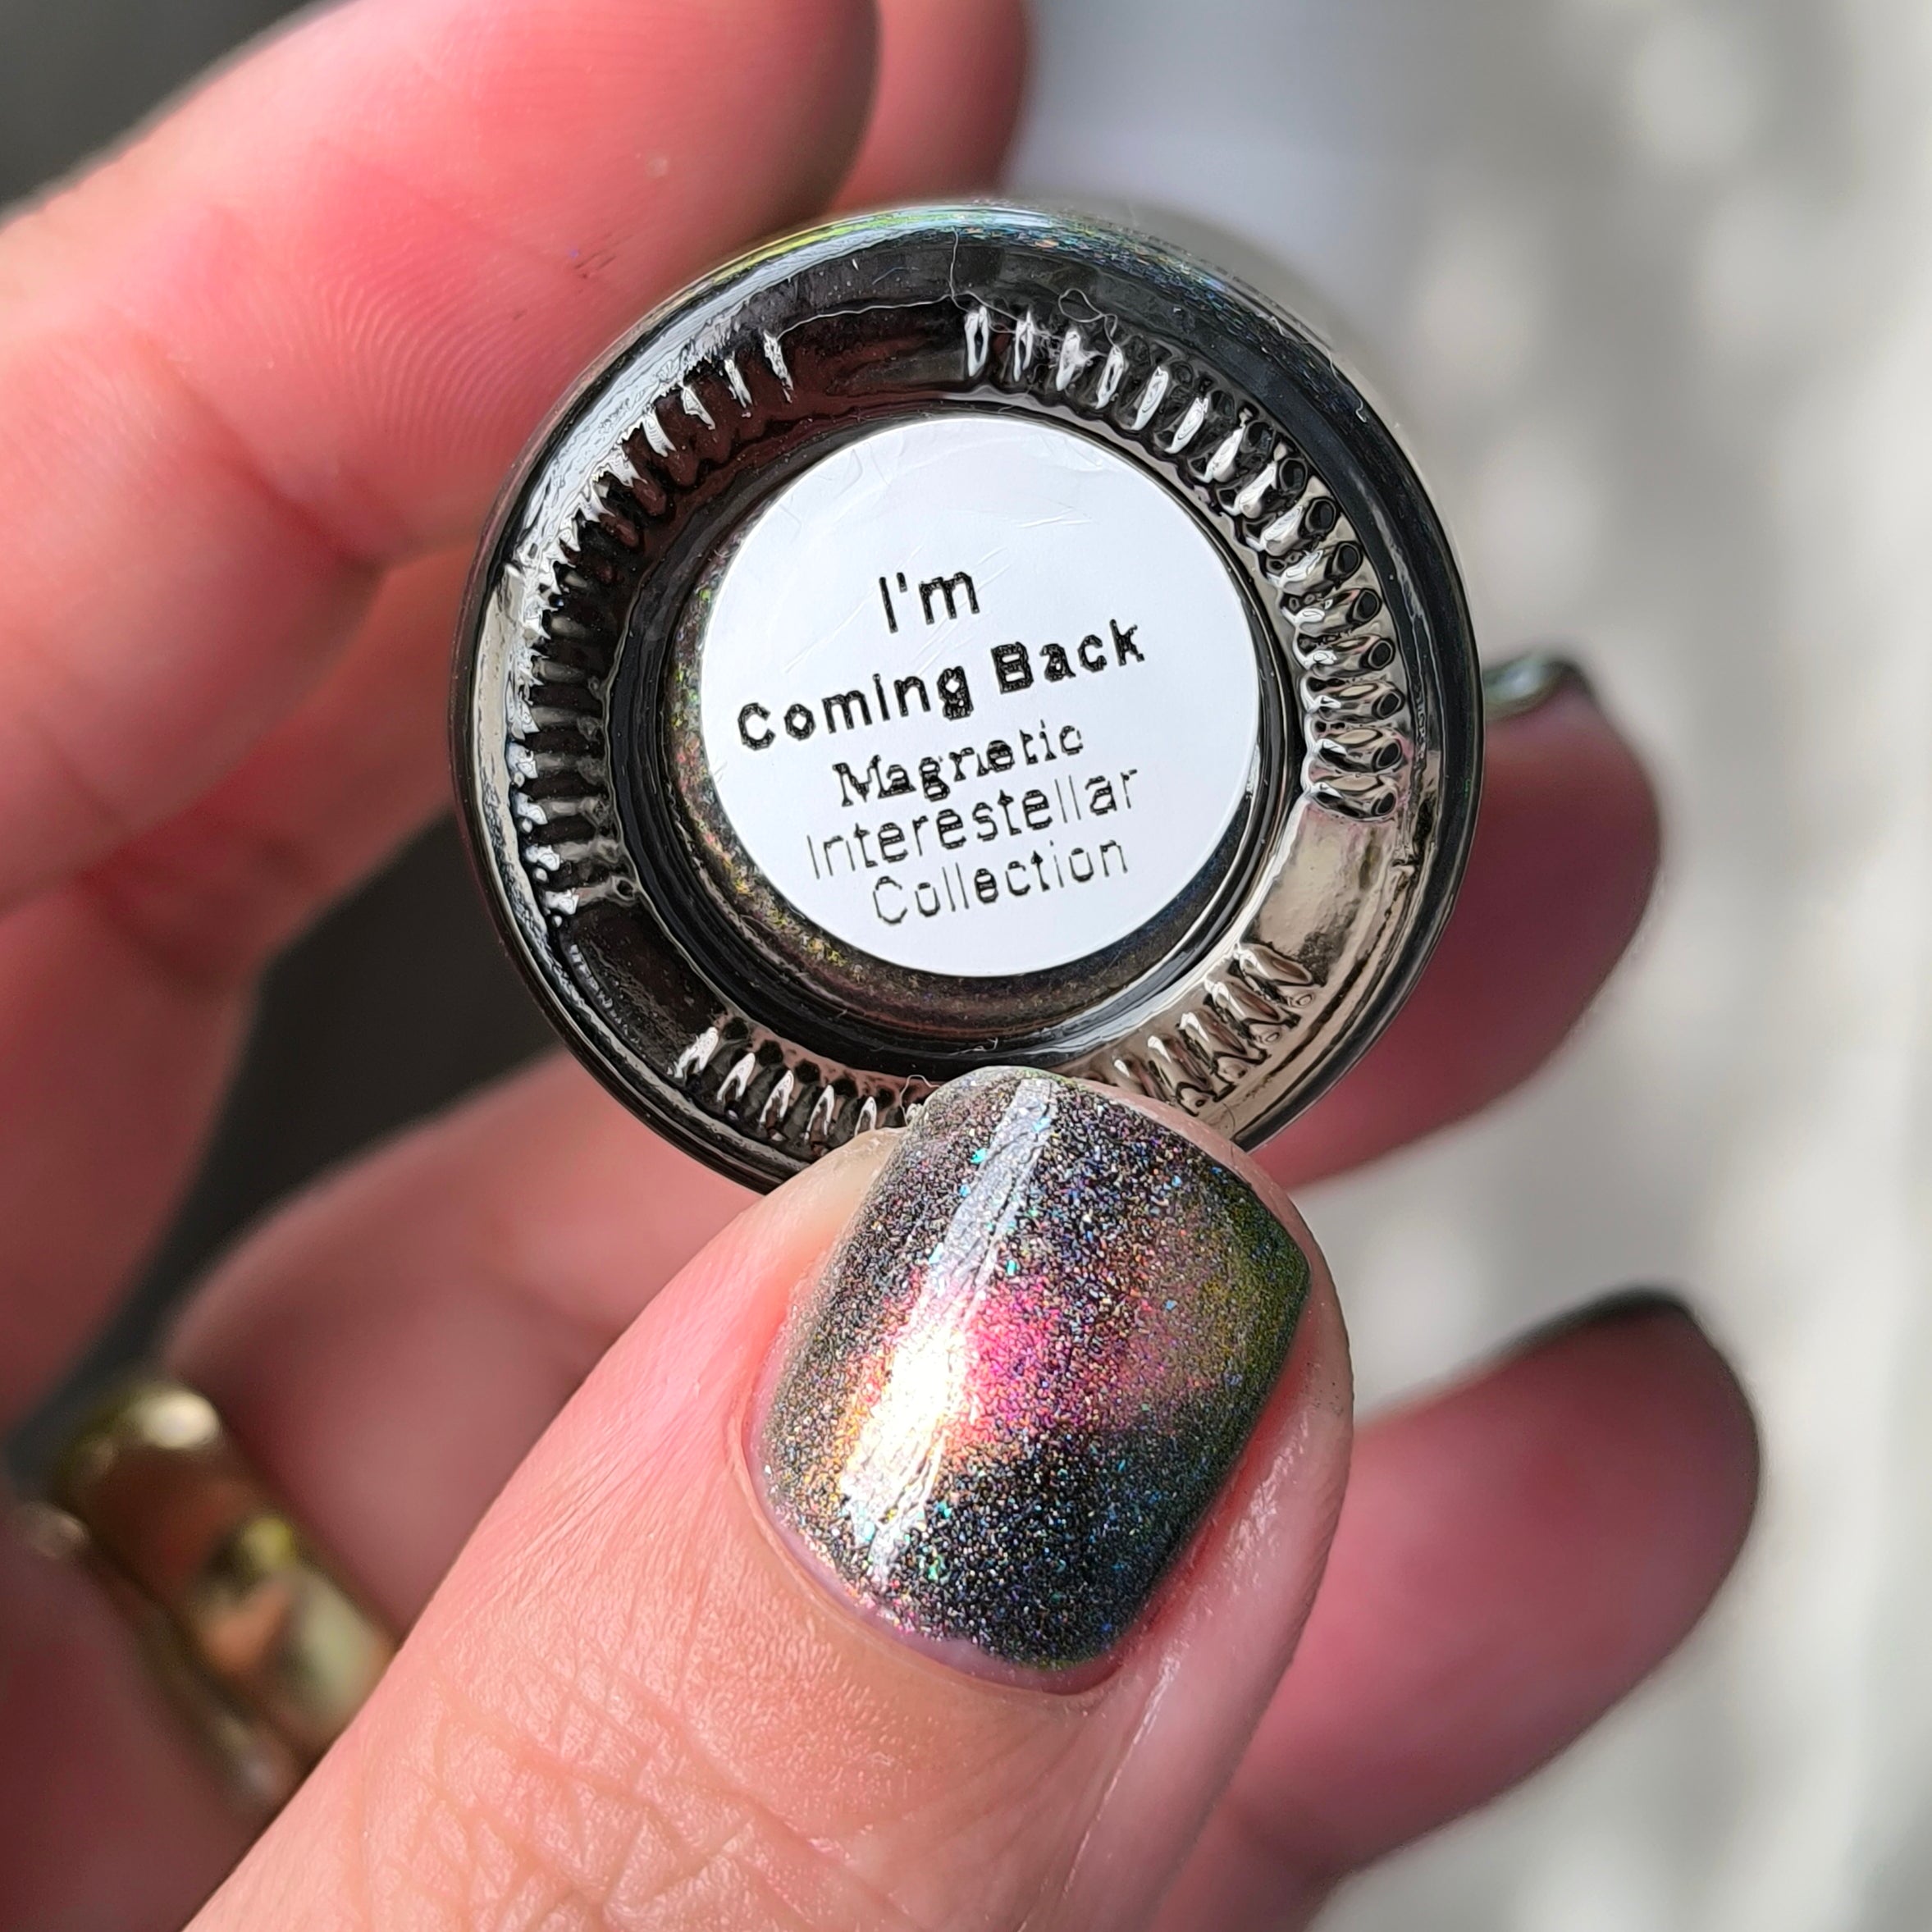 I'm
Coming Back
Magnetic
Interestellar
Collection